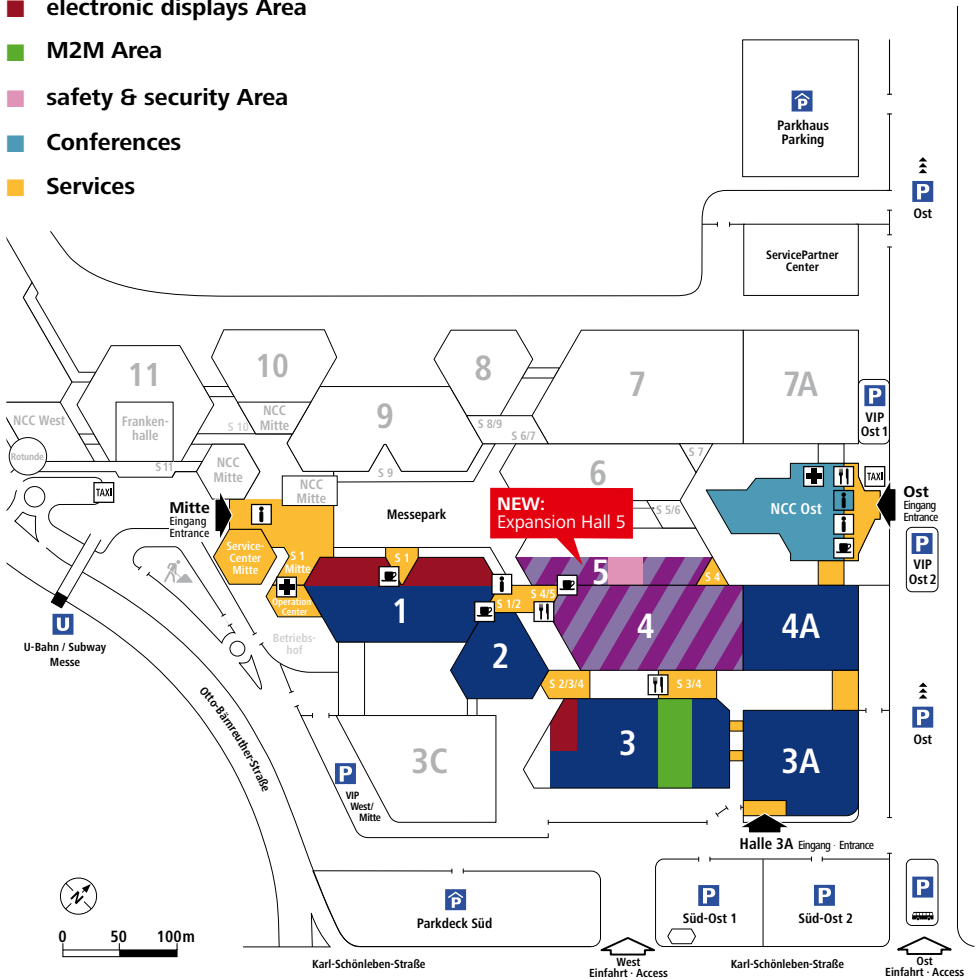 electronic displays Area
M2M Area
safety & security Area
Conferences
Services
P
Parkhaus
Parking
P
Ost
ServicePartner
Center
11
10
9
8
7
7A
P
VIP
Ost 1
NCC West
Franken-
halle
S 10
NCC
Mitte
S 8/9
S 6/7
Rotunde
S 11
NCC
Mitte
S 9
NCC
Mitte
6
S 7
S 5/6
TAXI
Mitte
Eingang
Entrance
i
Messepark
NEW:
Expansion Hall 5
NCC Ost
i
i
TAXI
Ost
Eingang
Entrance
P
VIP
Ost 2
Service-
Center
Mitte
S 1
Mitte
S 1
5
S 4
Operation
Center
1
i
S 1/2
S 4/5
4
4A
Betriebs-
hof
2
U
U-Bahn / Subway
Messe
S 2/3/4
S 3/4
Otto-Bärnreuther-Straße
3C
3
3A
P
Ost
P
VIP
West/
Mitte
Halle 3A Eingang · Entrance
N
0 50 100m
P
Parkdeck Süd
P
Süd-Ost 1
P
Süd-Ost 2
P
Karl-Schönleben-Straße
West
Einfahrt · Access
Karl-Schönleben-Straße
Ost
Einfahrt · Access